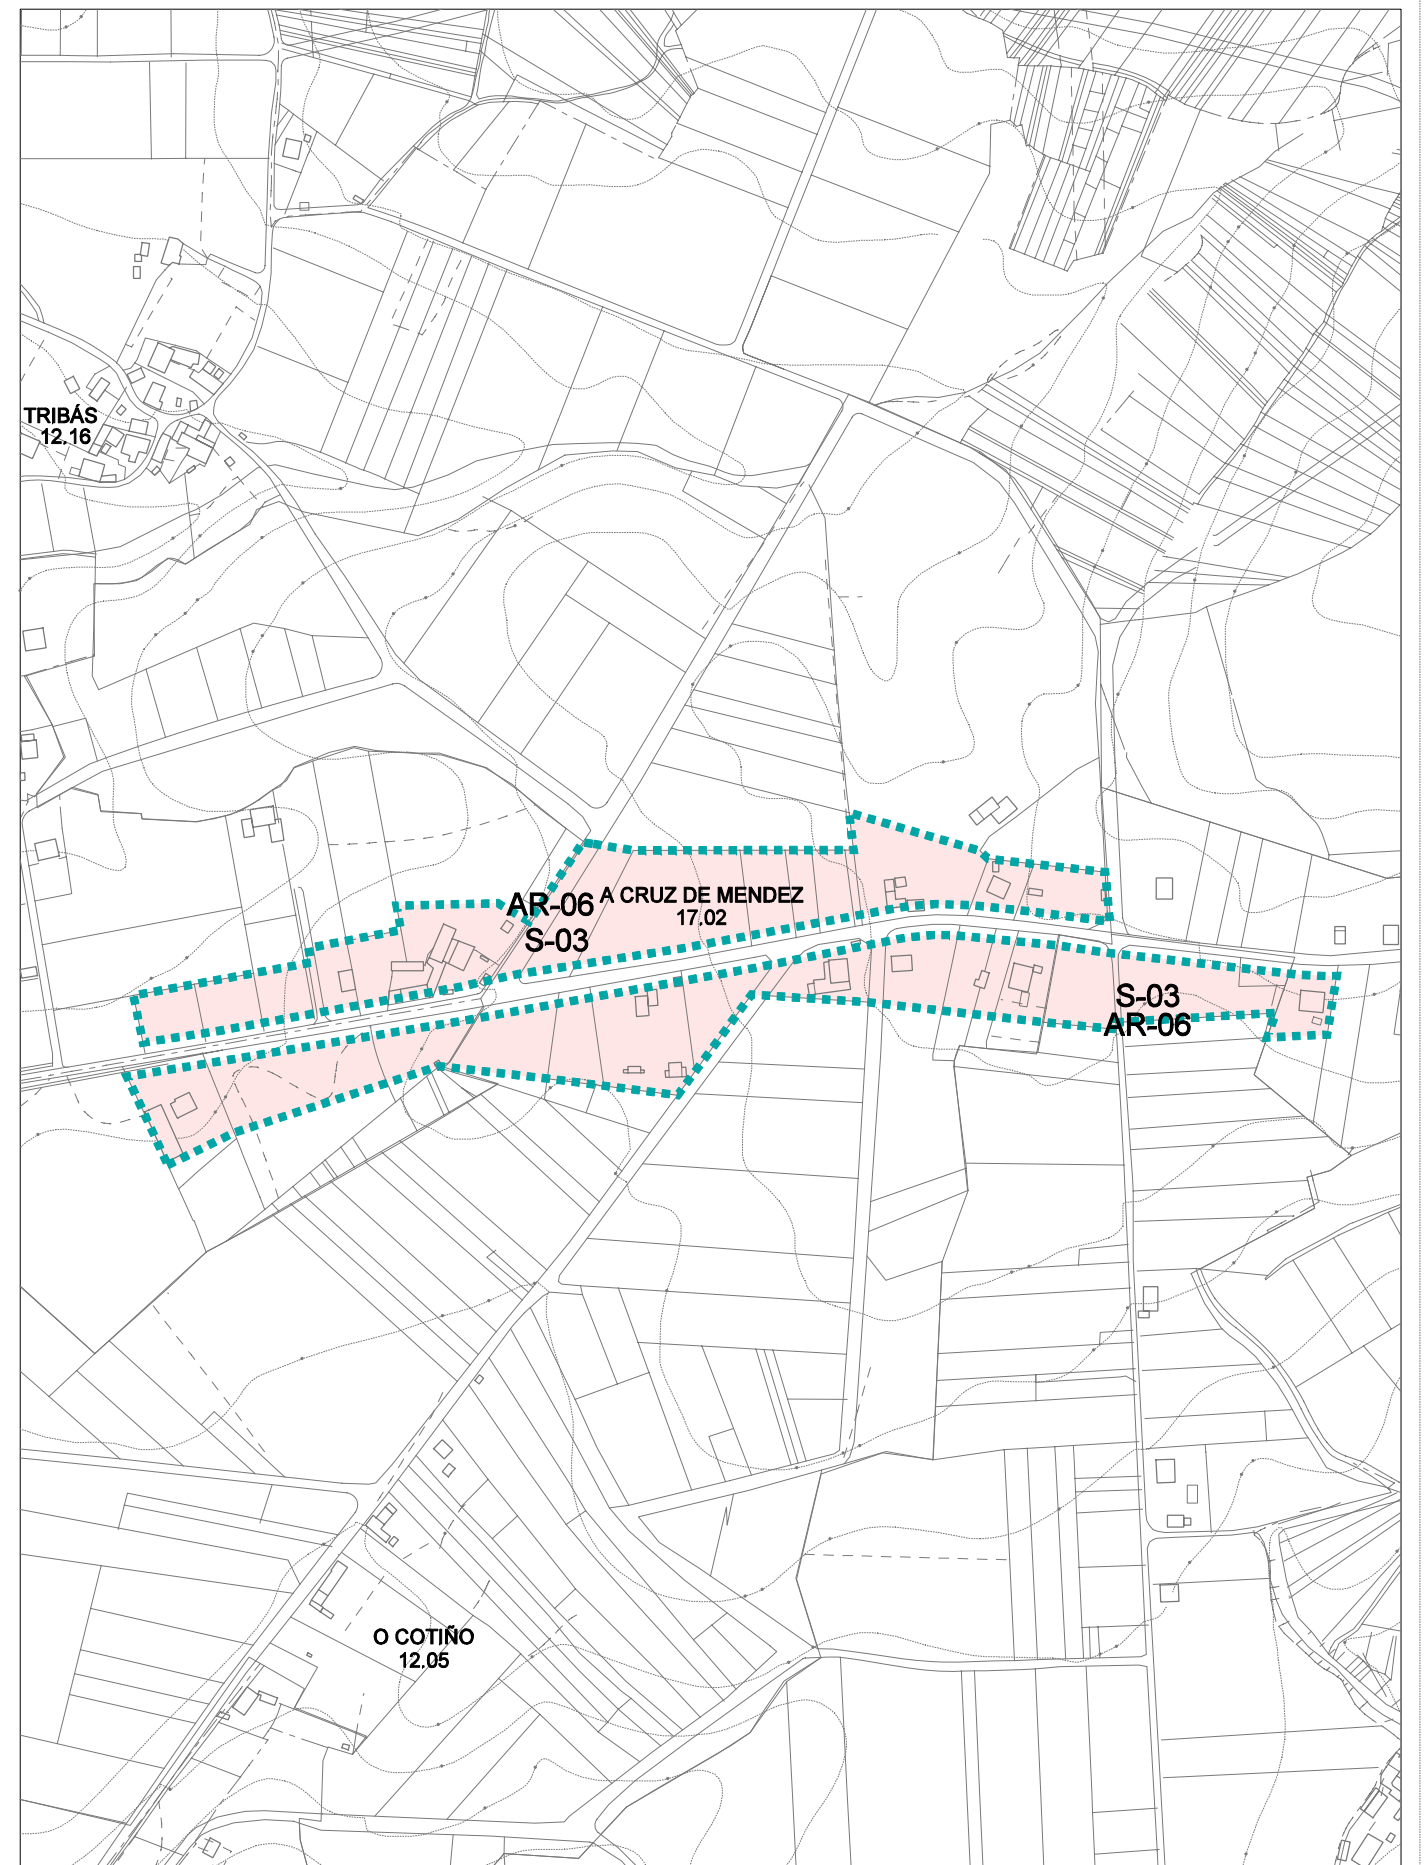 TRIBÁS
12.16
AR-06
S-03
A CRUZ DE MENDEZ
17.02
S-03
AR-06
O COTIÑO
12.05